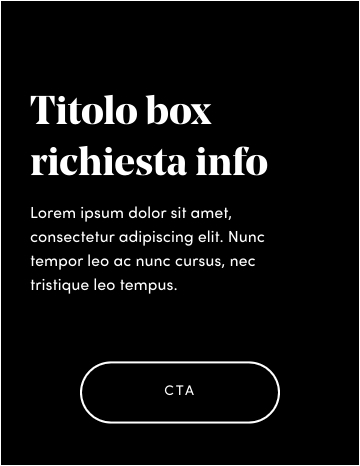 Titolo box
richiesta info
Lorem ipsum dolor sit amet,
consectetur adipiscing elit. Nunc
tempor leo ac nunc cursus, nec
tristique leo tempus.
CTA